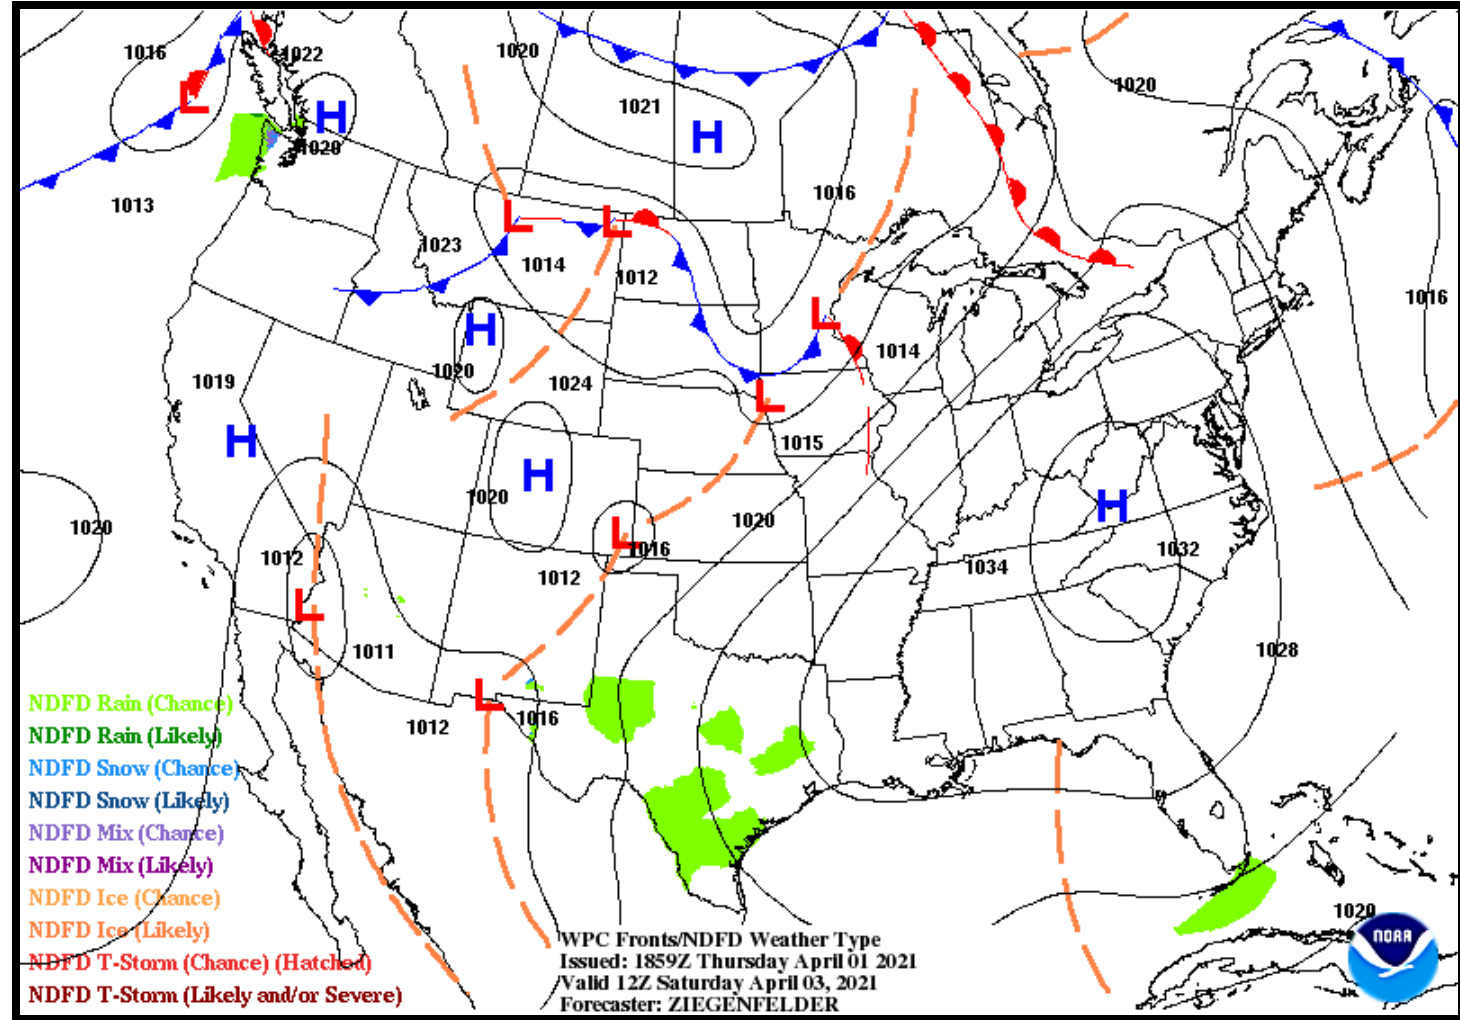 1016
1022
1020
1020
1021
H
H
L
1020
1013
1016
1023
L
L
1014
1012
1016
H
L
1014
1020
1024
1019
L
H
1015
H
1020
H
1020
1020
L
1016
1032
1012
1012
1034
L
1011
1028
NDFD Rain (Chance)
L
1012
1016
NDFD Rain (Likely)
NDFD Snow (Chance)
NDFD Snow (Likely)
NDFD Mix (Chance)
NDFD Mix (Likely)
NDFD Ice (Chance)
NDFD Ice (Likely)
NDFD T-Storm (Chance) (Hatched)
NDFD T-Storm (Likely and/or Severe)
1020
NOAA
WPC Fronts/NDFD Weather Type
Issued: 1859Z Thursday April 01 2021
Valid 12Z Saturday April 03, 2021
Forecaster: ZIEGENFELDER